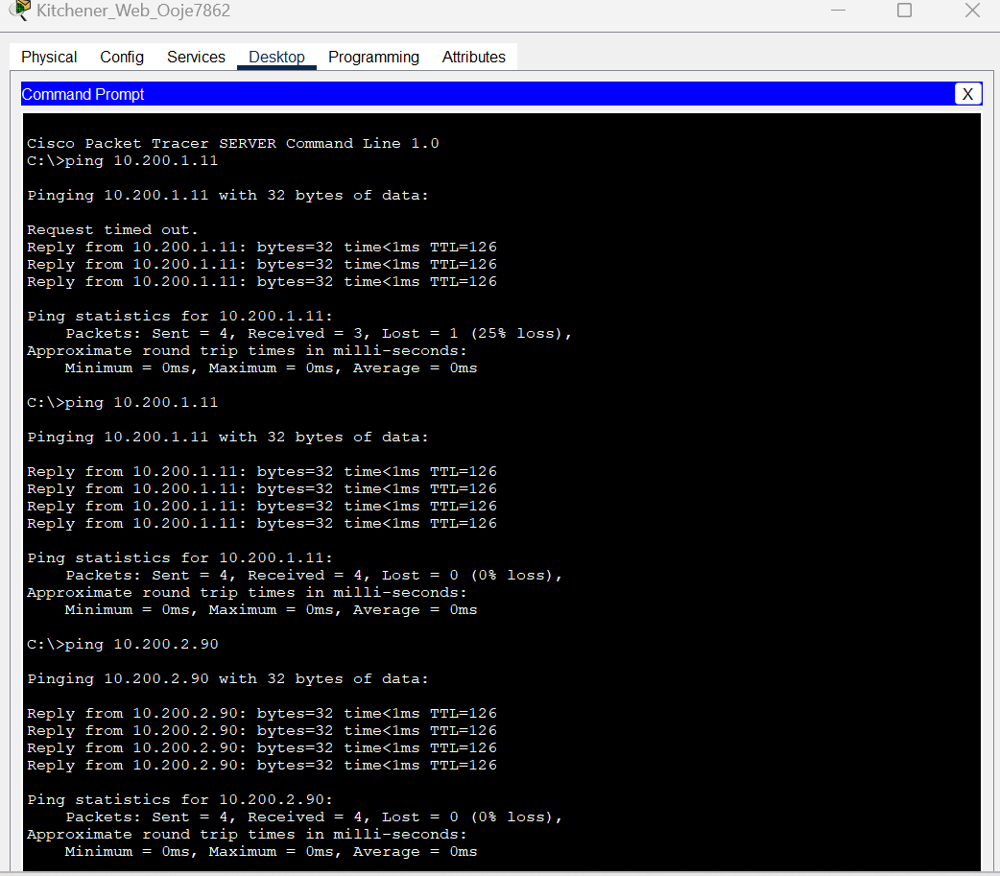 Kitchener_Web_Ooje7862
Physical Config Services Desktop Programming Attributes
Command Prompt X
Cisco Packet Tracer SERVER Command Line 1.0
C:\>ping 10.200.1.11
Pinging 10.200.1.11 with 32 bytes of data:
Request timed out.
Reply from 10.200.1.11: bytes=32 time<1ms TTL=126
Reply from 10.200.1.11: bytes=32 time<1ms TTL=126
Reply from 10.200.1.11: bytes=32 time<1ms TTL=126
Ping statistics for 10.200.1.11:
Packets: Sent = 4, Received = 3, Lost = 1 (25% loss),
Approximate round trip times in milli-seconds:
Minimum = 0ms, Maximum = 0ms, Average = 0ms
C:\>ping 10.200.1.11
Pinging 10.200.1.11 with 32 bytes of data:
Reply from 10.200.1.11: bytes=32 time<1ms TTL=126
Reply from 10.200.1.11: bytes=32 time<1ms TTL=126
Reply from 10.200.1.11: bytes=32 time<1ms TTL=126
Reply from 10.200.1.11: bytes=32 time<1ms TTL=126
Ping statistics for 10.200.1.11:
Packets: Sent = 4, Received = 4, Lost = 0 (0% loss),
Approximate round trip times in milli-seconds:
Minimum = 0ms, Maximum = 0ms, Average = 0ms
C:\>ping 10.200.2.90
Pinging 10.200.2.90 with 32 bytes of data:
Reply from 10.200.2.90: bytes=32 time<1ms TTL=126
Reply from 10.200.2.90: bytes=32 time<1ms TTL=126
Reply from 10.200.2.90: bytes=32 time<1ms TTL=126
Reply from 10.200.2.90: bytes=32 time<1ms TTL=126
Ping statistics for 10.200.2.90:
Packets: Sent = 4, Received = 4, Lost = 0 (0% loss),
Approximate round trip times in milli-seconds:
Minimum = 0ms, Maximum = 0ms, Average = 0ms